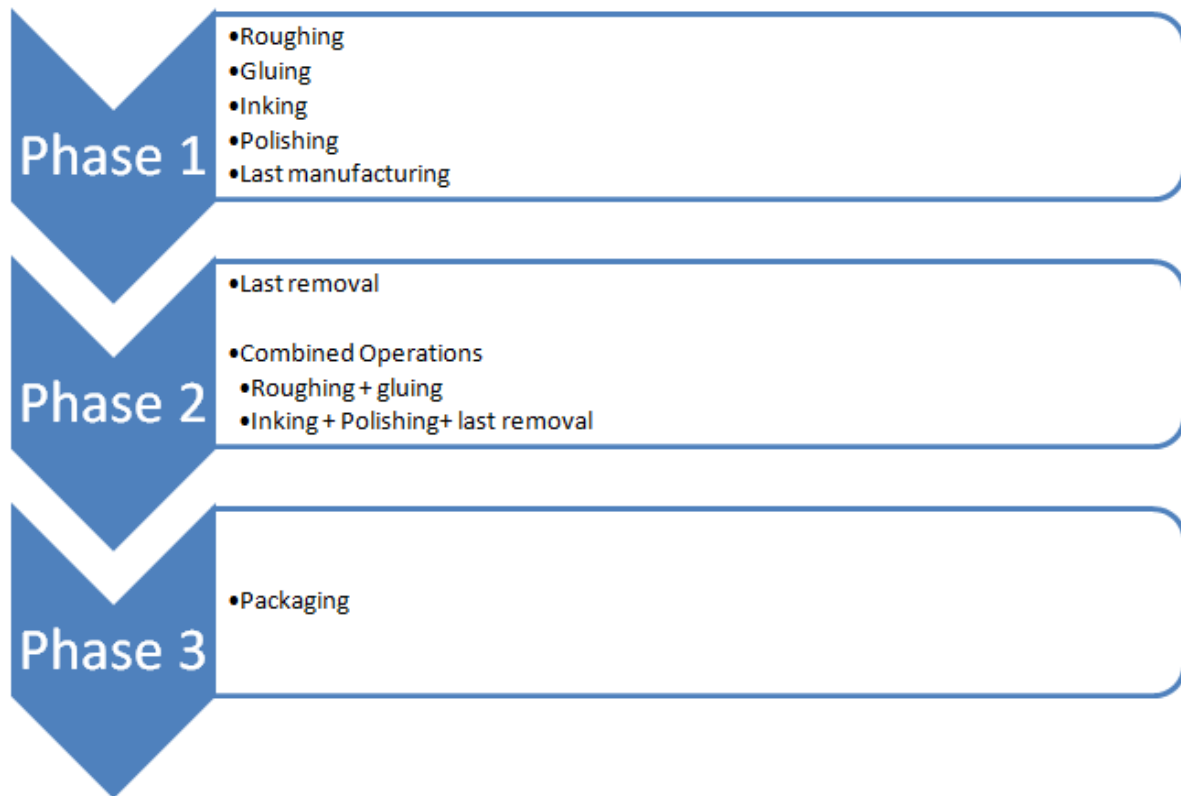 Phase 1
•Roughing
•Gluing
•Inking
•Polishing
•Last manufacturing
Phase 2
•Last removal
•Combined Operations
•Roughing + gluing
•Inking + Polishing+ last removal
Phase 3
•Packaging